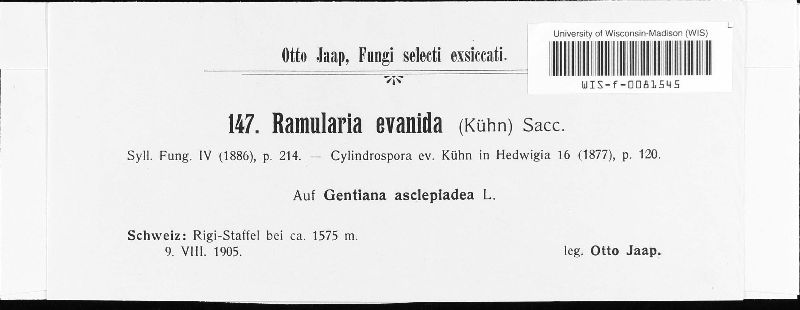 University of Wisconsin-Madison (WIS)
WIS-f-0081545
Otto Jaap, Fungi selecti exsiccati.
147. Ramularia evanida (Kühn) Sacc.
Syll. Fung. IV (1886), p. 214. — Cylindrospora ev. Kühn in Hedwigia 16 (1877), p. 120.
Auf Gentiana asclepiadea L.
Schweiz: Rigi-Staffel bei ca. 1575 m.
9. VIII. 1905.
leg. Otto Jaap.